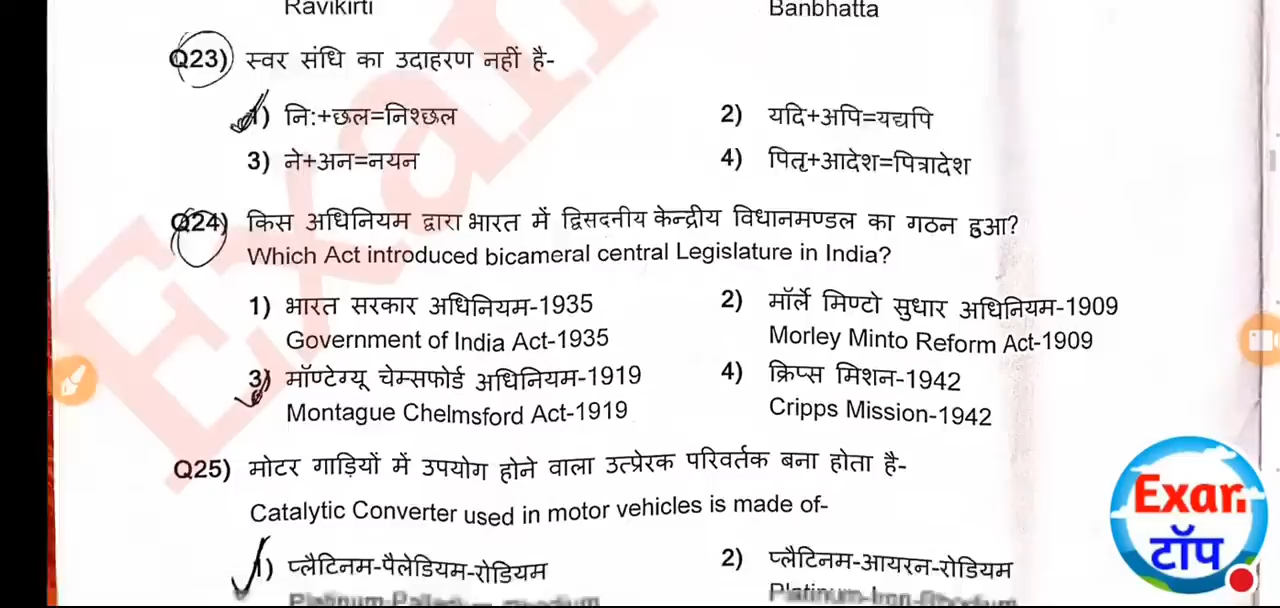 Ravikirti Banbhatta
Q23) स्वर संधि का उदाहरण नहीं है-
1) नि:+छल=निश्छल 2) यदि+अपि=यद्यपि
3) ने+अन=नयन 4) पितृ+आदेश=पित्रादेश
Q24) किस अधिनियम द्वारा भारत में द्विसदनीय केन्द्रीय विधानमण्डल का गठन हुआ?
Which Act introduced bicameral central Legislature in India?
1) भारत सरकार अधिनियम-1935 2) मॉर्ले मिण्टो सुधार अधिनियम-1909
Government of India Act-1935 Morley Minto Reform Act-1909
3) मॉण्टेग्यू चेम्सफोर्ड अधिनियम-1919 4) क्रिप्स मिशन-1942
Montague Chelmsford Act-1919 Cripps Mission-1942
Q25) मोटर गाड़ियों में उपयोग होने वाला उत्प्रेरक परिवर्तक बना होता है-
Catalytic Converter used in motor vehicles is made of-
1) प्लैटिनम-पैलेडियम-रोडियम 2) प्लैटिनम-आयरन-रोडियम
Platinum-Iron-Rhodium
Exam
Exam
टॉप